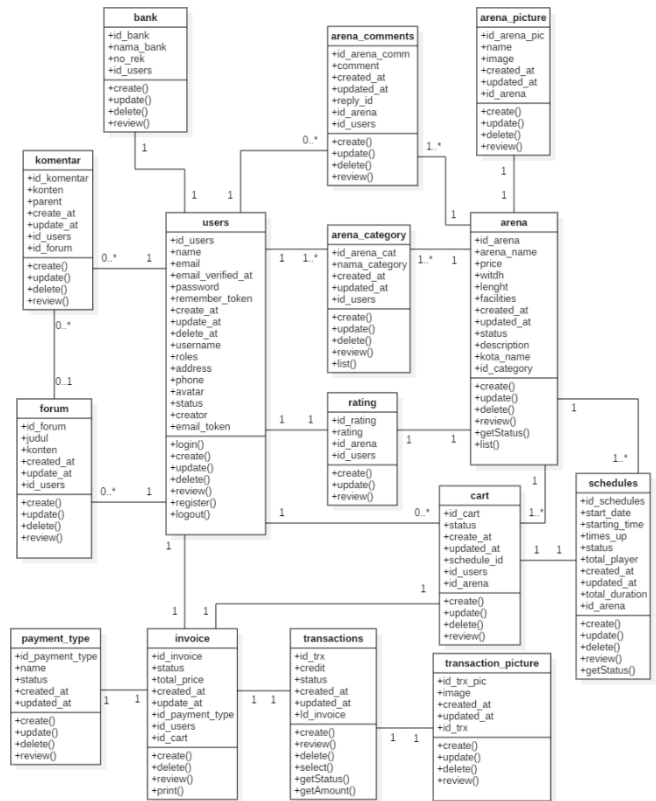 bank
+id_bank
+nama_bank
+no_rek
+id_users
+create()
+update()
+delete()
+review()
1
1
arena_comments
+id_arena_comm
+comment
+created_at
+updated_at
+reply_id
+id_arena
+id_users
+create()
+update()
+delete()
+review()
0..*
1
1..*
1
arena_picture
+id_arena_pic
+name
+image
+created_at
+updated_at
+id_arena
+create()
+update()
+delete()
+review()
1
1
komentar
+id_komentar
+konten
+parent
+create_at
+update_at
+id_users
+id_forum
+create()
+update()
+delete()
+review()
0..*
1
0..*
0..1
users
+id_users
+name
+email
+email_verified_at
+password
+remember_token
+create_at
+update_at
+delete_at
+username
+roles
+address
+phone
+avatar
+status
+creator
+email_token
+login()
+create()
+update()
+delete()
+review()
+register()
+logout()
1
1..*
arena_category
+id_arena_cat
+nama_category
+created_at
+updated_at
+id_users
+create()
+update()
+delete()
+review()
+list()
1..*
1
arena
+id_arena
+arena_name
+price
+witdh
+lenght
+facilities
+created_at
+updated_at
+status
+description
+kota_name
+id_category
+create()
+update()
+delete()
+review()
+getStatus()
+list()
1
1..*
forum
+id_forum
+judul
+konten
+created_at
+update_at
+id_users
+create()
+update()
+delete()
+review()
0..*
1
1
1
rating
+id_rating
+rating
+id_arena
+id_users
+create()
+update()
+review()
1
1
1
1..*
1
0..*
cart
+id_cart
+status
+create_at
+updated_at
+schedule_id
+id_users
+id_arena
+create()
+update()
+delete()
+review()
1
1
schedules
+id_schedules
+start_date
+starting_time
+times_up
+status
+total_player
+created_at
+updated_at
+total_duration
+id_arena
+create()
+update()
+delete()
+review()
+getStatus()
1
1
1
1
payment_type
+id_payment_type
+name
+status
+created_at
+updated_at
+create()
+update()
+delete()
+review()
1
1
invoice
+id_invoice
+status
+total_price
+created_at
+update_at
+id_payment_type
+id_users
+id_cart
+create()
+delete()
+review()
+print()
1
1
transactions
+id_trx
+credit
+status
+created_at
+updated_at
+Id_invoice
+create()
+review()
+delete()
+select()
+getStatus()
+getAmount()
1
1
transaction_picture
+id_trx_pic
+image
+created_at
+updated_at
+id_trx
+create()
+update()
+delete()
+review()